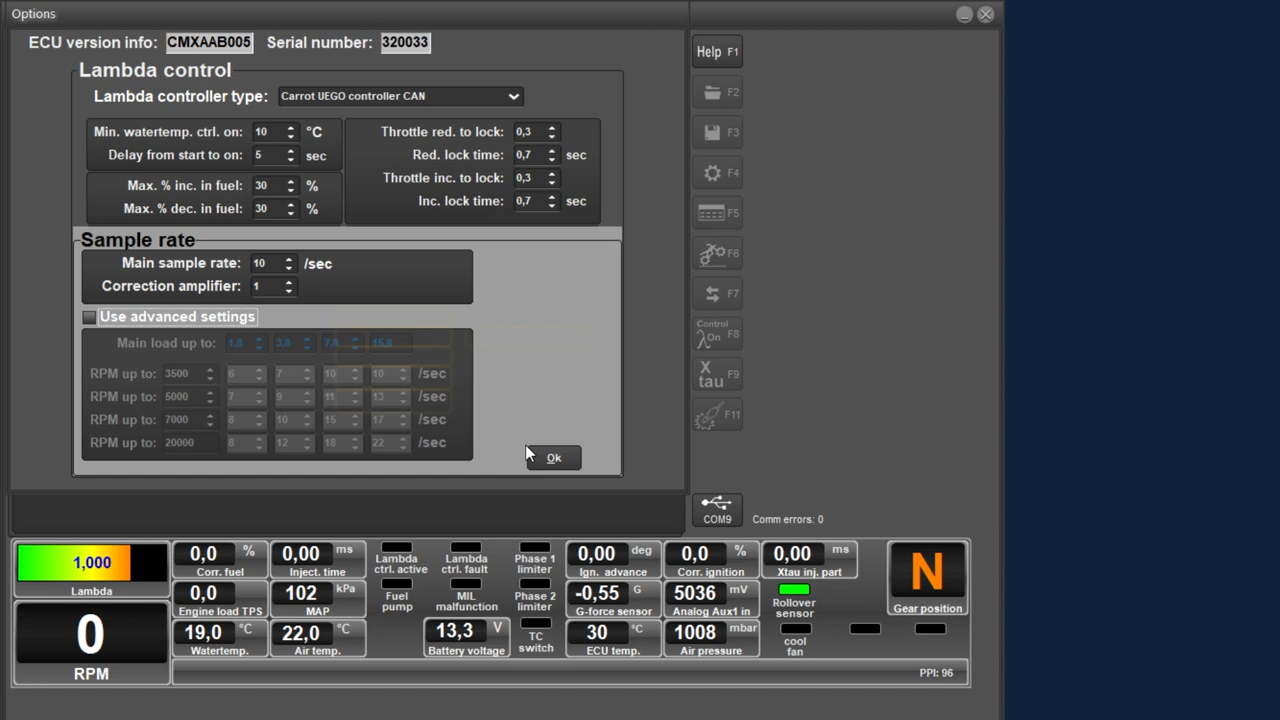 Options
ECU version info: CMXAAB005 Serial number: 320033
Lambda control
Lambda controller type: Carrot UEGO controller CAN
Min. watertemp. ctrl. on: 10 °C
Delay from start to on: 5 sec
Max. % inc. in fuel: 30 %
Max. % dec. in fuel: 30 %
Throttle red. to lock: 0,3
Red. lock time: 0,7 sec
Throttle inc. to lock: 0,3
Inc. lock time: 0,7 sec
Sample rate
Main sample rate: 10 /sec
Correction amplifier: 1
Use advanced settings
Main load up to: 1,8 3,8 7,8 15,8
RPM up to: 3500 6 7 10 10 /sec
RPM up to: 5000 7 9 11 13 /sec
RPM up to: 7000 8 10 15 17 /sec
RPM up to: 20000 8 12 18 22 /sec
Ok
Help F1
F2
F3
F4
F5
F6
F7
Control
λOn F8
X
tau F9
F11
COM9
Comm errors: 0
1,000
Lambda
0
RPM
0,0 %
Corr. fuel
0,00 ms
Inject. time
0,0
Engine load TPS
102 kPa
MAP
19,0 °C
Watertemp.
22,0 °C
Air temp.
Lambda
ctrl. active
Lambda
ctrl. fault
Phase 1
limiter
Fuel
pump
MIL
malfunction
Phase 2
limiter
13,3 V
Battery voltage
TC
switch
0,00 deg
Ign. advance
0,0 %
Corr. ignition
0,00 ms
Xtau inj. part
-0,55 G
G-force sensor
5036 mV
Analog Aux1 in
Rollover
sensor
30 °C
ECU temp.
1008 mbar
Air pressure
cool
fan
N
Gear position
PPI: 96